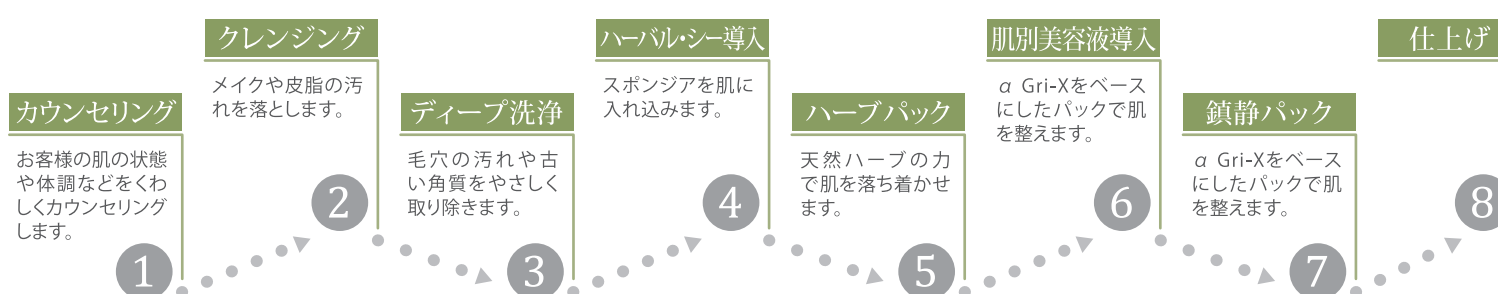 カウンセリング
お客様の肌の状態
や体調などをくわ
しくカウンセリング
します。
1
クレンジング
メイクや皮脂の汚
れを落とします。
2
ディープ洗浄
毛穴の汚れや古
い角質をやさしく
取り除きます。
3
ハーバル・シー導入
スポンジアを肌に
入れ込みます。
4
ハーブパック
天然ハーブの力
で肌を落ち着かせ
ます。
5
肌別美容液導入
α Gri-Xをベース
にしたパックで肌
を整えます。
6
鎮静パック
α Gri-Xをベース
にしたパックで肌
を整えます。
7
仕上げ
8